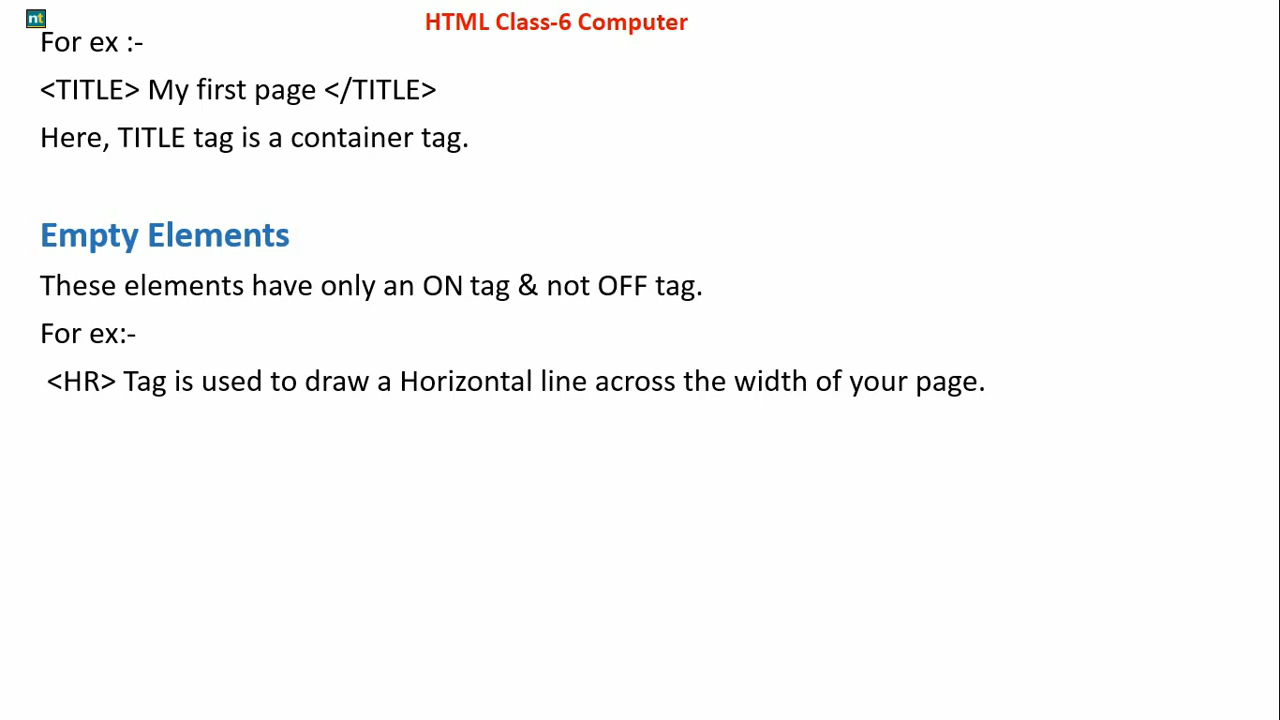 nt
HTML Class-6 Computer
For ex :-
<TITLE> My first page </TITLE>
Here, TITLE tag is a container tag.
Empty Elements
These elements have only an ON tag & not OFF tag.
For ex:-
<HR> Tag is used to draw a Horizontal line across the width of your page.